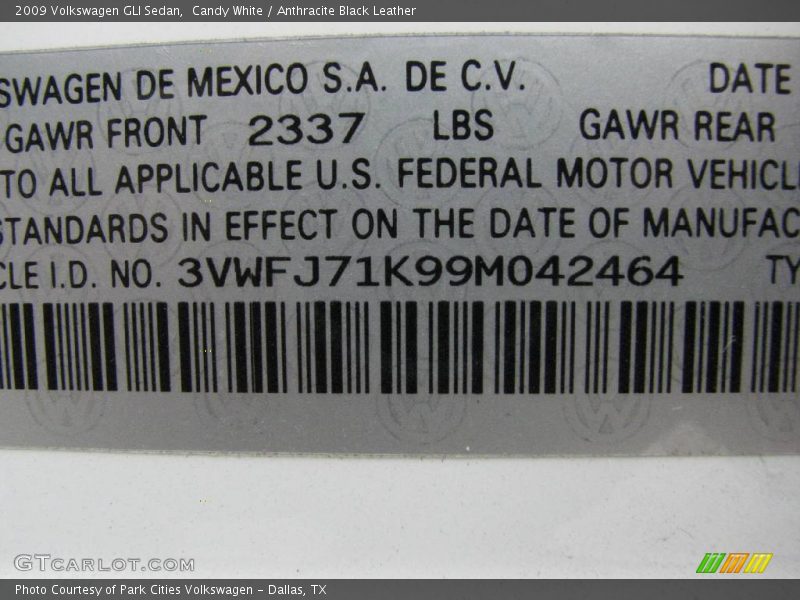 2009 Volkswagen GLI Sedan,  Candy White / Anthracite Black Leather
SWAGEN DE MEXICO S.A. DE C.V. DATE
GAWR FRONT 2337 LBS GAWR REAR
TO ALL APPLICABLE U.S. FEDERAL MOTOR VEHICL
STANDARDS IN EFFECT ON THE DATE OF MANUFAC
CLE I.D. NO. 3VWFJ71K99M042464 TY
GTCARLOT.COM
Photo Courtesy of Park Cities Volkswagen – Dallas, TX